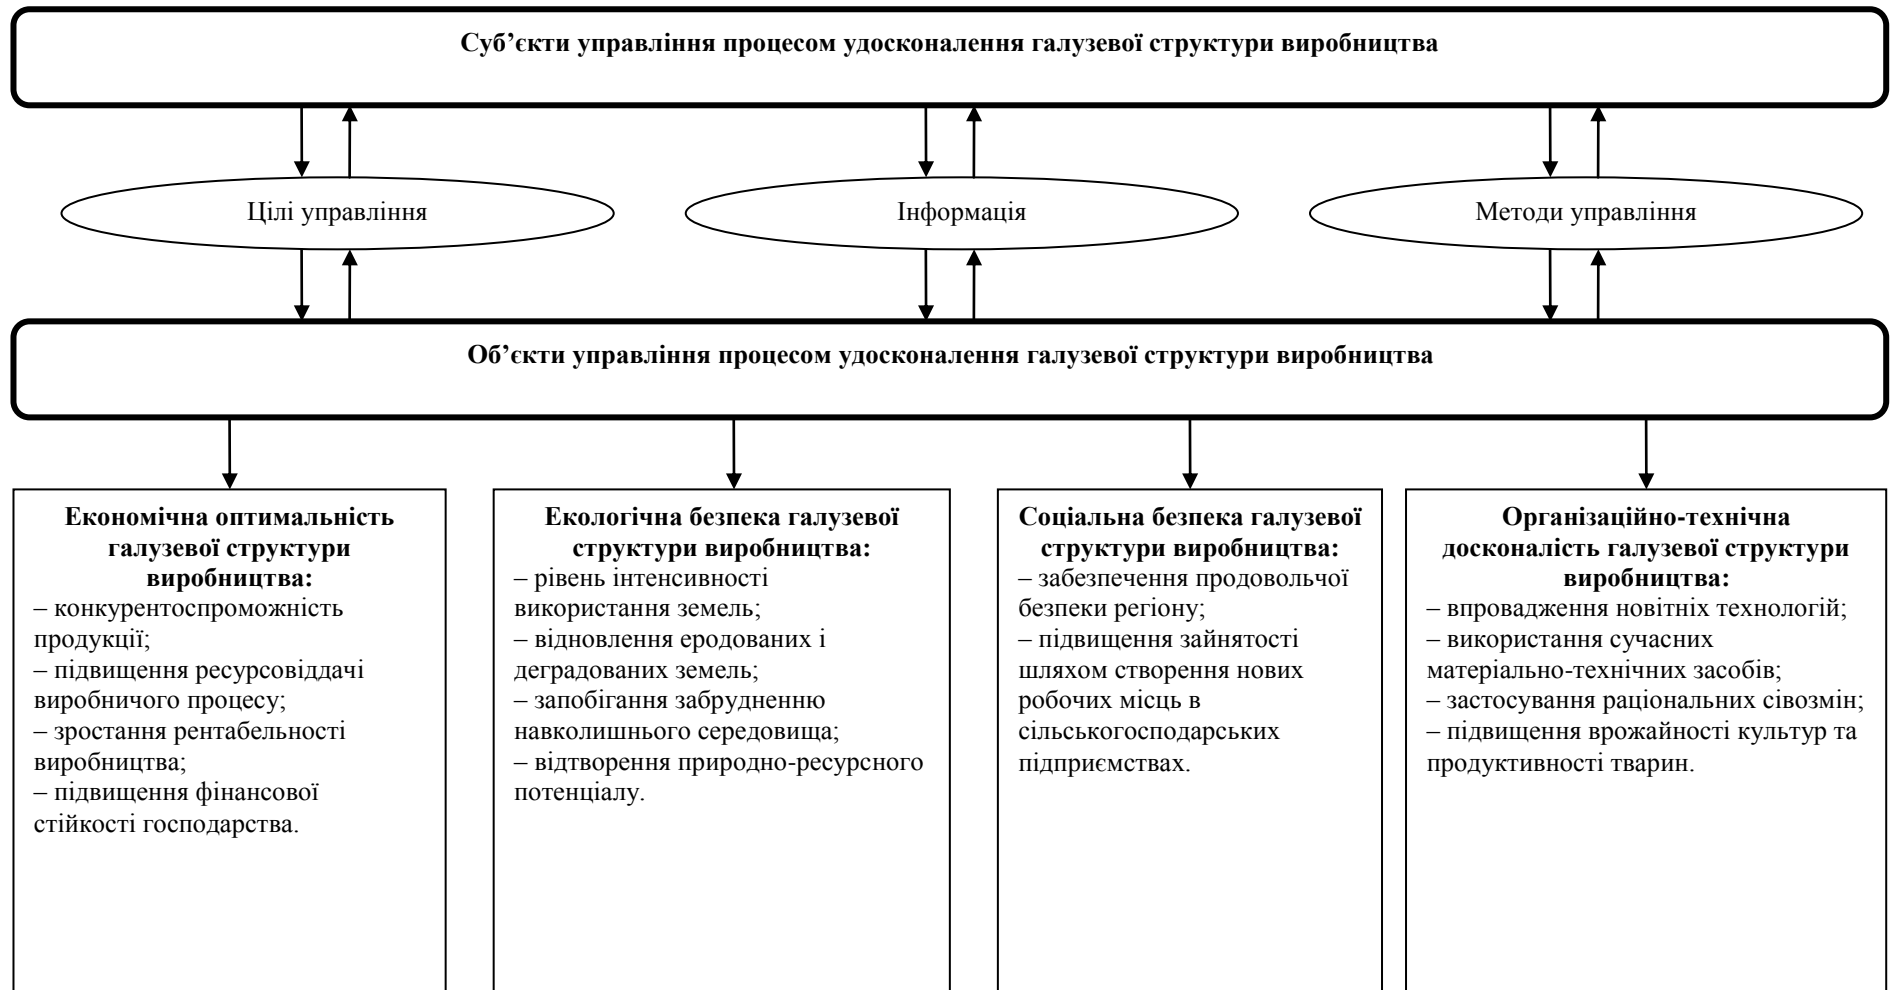 Суб’єкти управління процесом удосконалення галузевої структури виробництва
Цілі управління
Інформація
Методи управління
Об’єкти управління процесом удосконалення галузевої структури виробництва
Економічна оптимальність
галузевої структури
виробництва:
– конкурентоспроможність
продукції;
– підвищення ресурсовіддачі
виробничого процесу;
– зростання рентабельності
виробництва;
– підвищення фінансової
стійкості господарства.
Екологічна безпека галузевої
структури виробництва:
– рівень інтенсивності
використання земель;
– відновлення еродованих і
деградованих земель;
– запобігання забрудненню
навколишнього середовища;
– відтворення природно-ресурсного
потенціалу.
Соціальна безпека галузевої
структури виробництва:
– забезпечення продовольчої
безпеки регіону;
– підвищення зайнятості
шляхом створення нових
робочих місць в
сільськогосподарських
підприємствах.
Організаційно-технічна
досконалість галузевої структури
виробництва:
– впровадження новітніх технологій;
– використання сучасних
матеріально-технічних засобів;
– застосування раціональних сівозмін;
– підвищення врожайності культур та
продуктивності тварин.